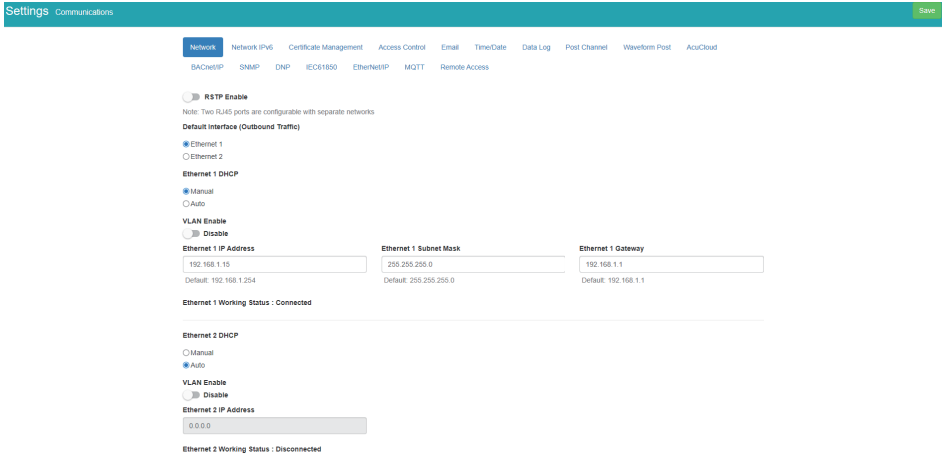 Settings Communications Save
Network Network IPv6 Certificate Management Access Control Email Time/Date Data Log Post Channel Waveform Post AcuCloud
BACnet/IP SNMP DNP IEC61850 EtherNet/IP MQTT Remote Access
RSTP Enable
Note: Two RJ45 ports are configurable with separate networks
Default Interface (Outbound Traffic)
Ethernet 1
Ethernet 2
Ethernet 1 DHCP
Manual
Auto
VLAN Enable
Disable
Ethernet 1 IP Address Ethernet 1 Subnet Mask Ethernet 1 Gateway
192.168.1.15 255.255.255.0 192.168.1.1
Default: 192.168.1.254 Default: 255.255.255.0 Default: 192.168.1.1
Ethernet 1 Working Status : Connected
Ethernet 2 DHCP
Manual
Auto
VLAN Enable
Disable
Ethernet 2 IP Address
0.0.0.0
Ethernet 2 Working Status : Disconnected